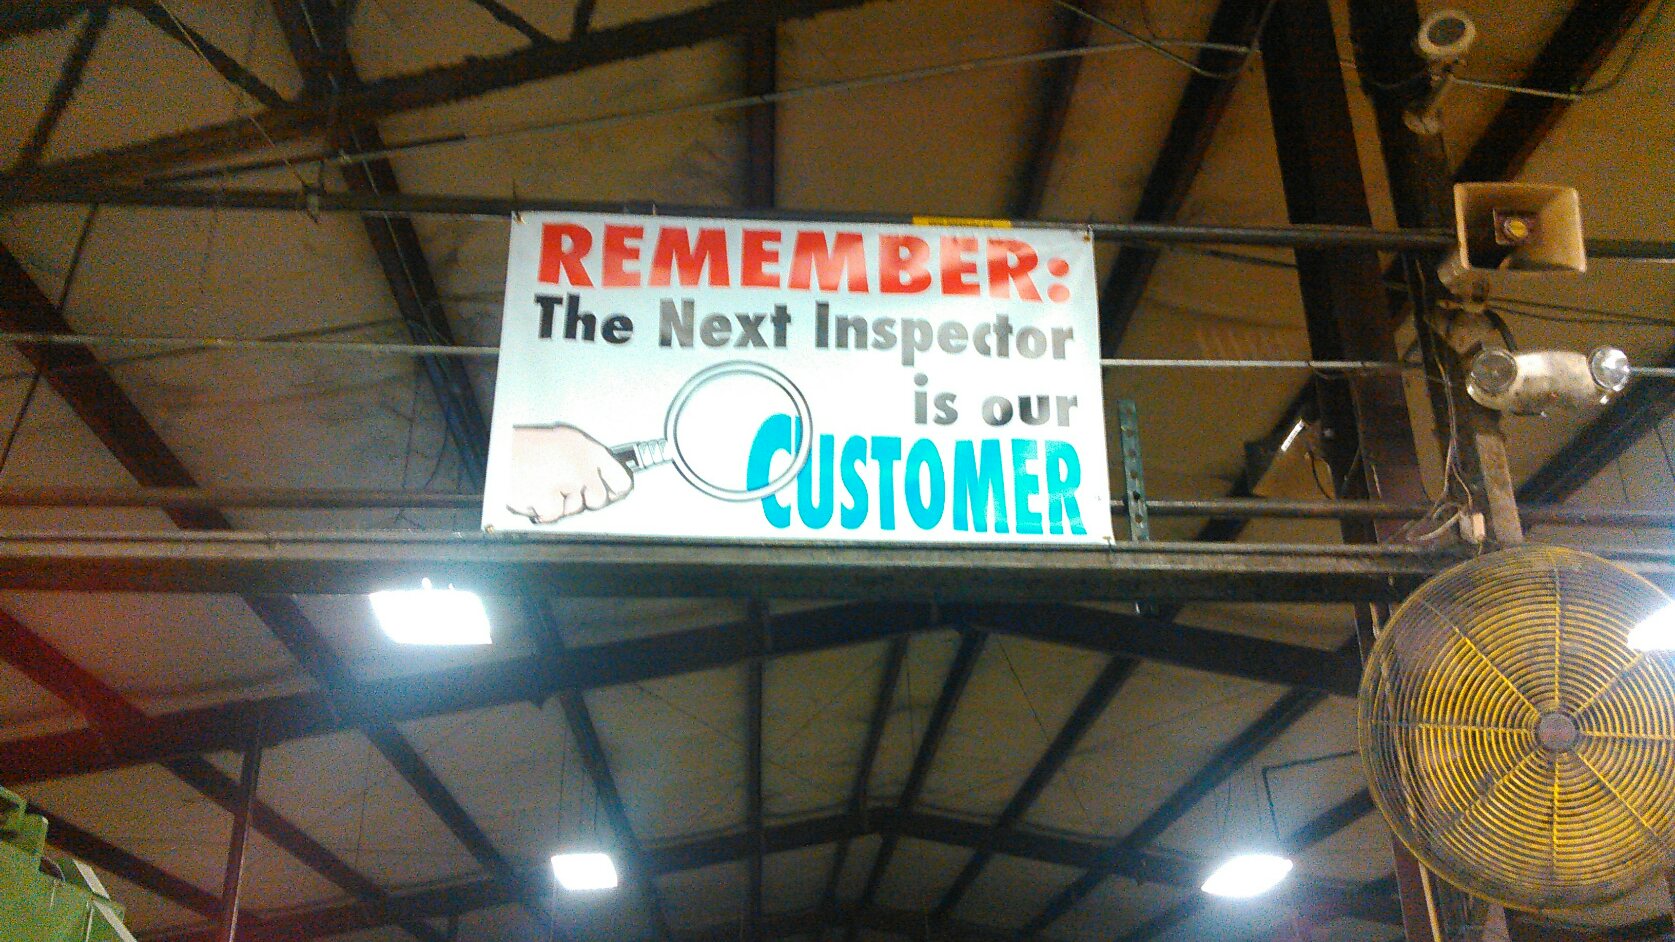 REMEMBER:
The Next Inspector
is our
CUSTOMER